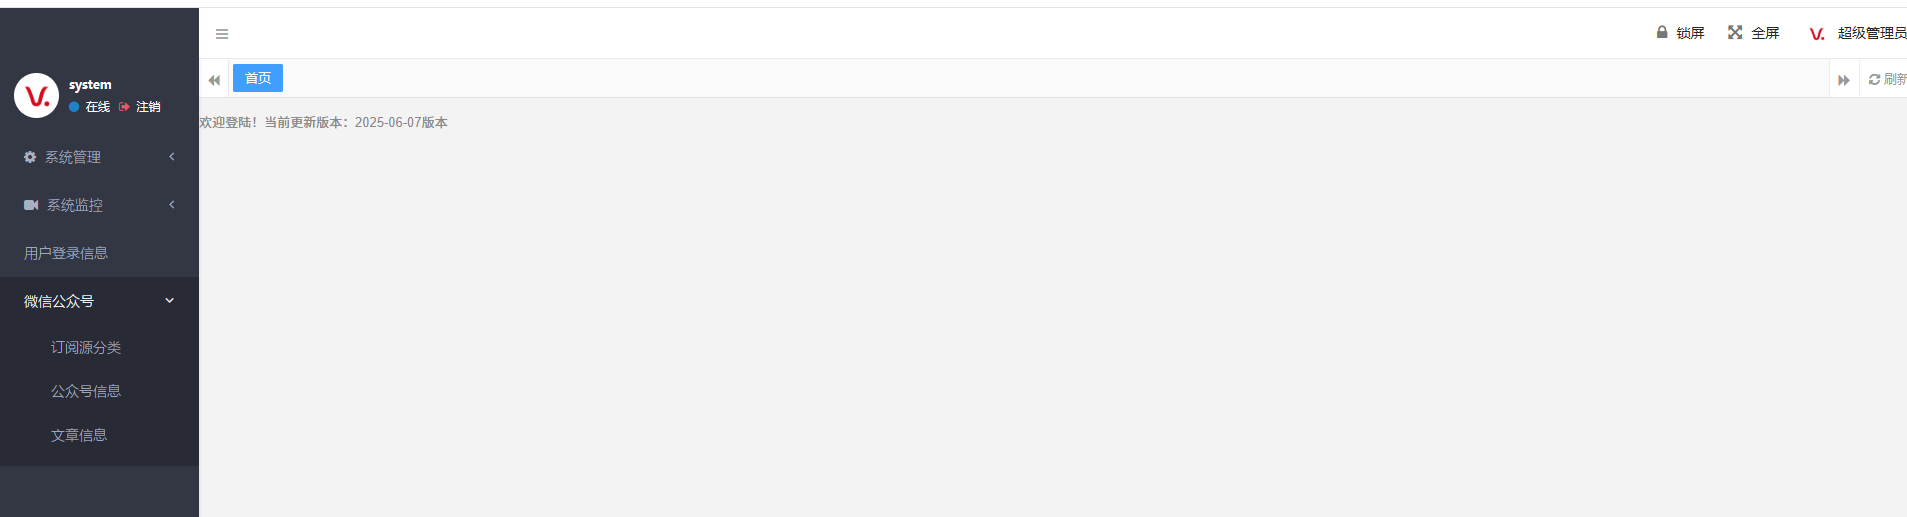 锁屏 全屏 超级管理员
system
在线 注销
首页
刷新
欢迎登陆！当前更新版本：2025-06-07版本
系统管理
系统监控
用户登录信息
微信公众号
订阅源分类
公众号信息
文章信息